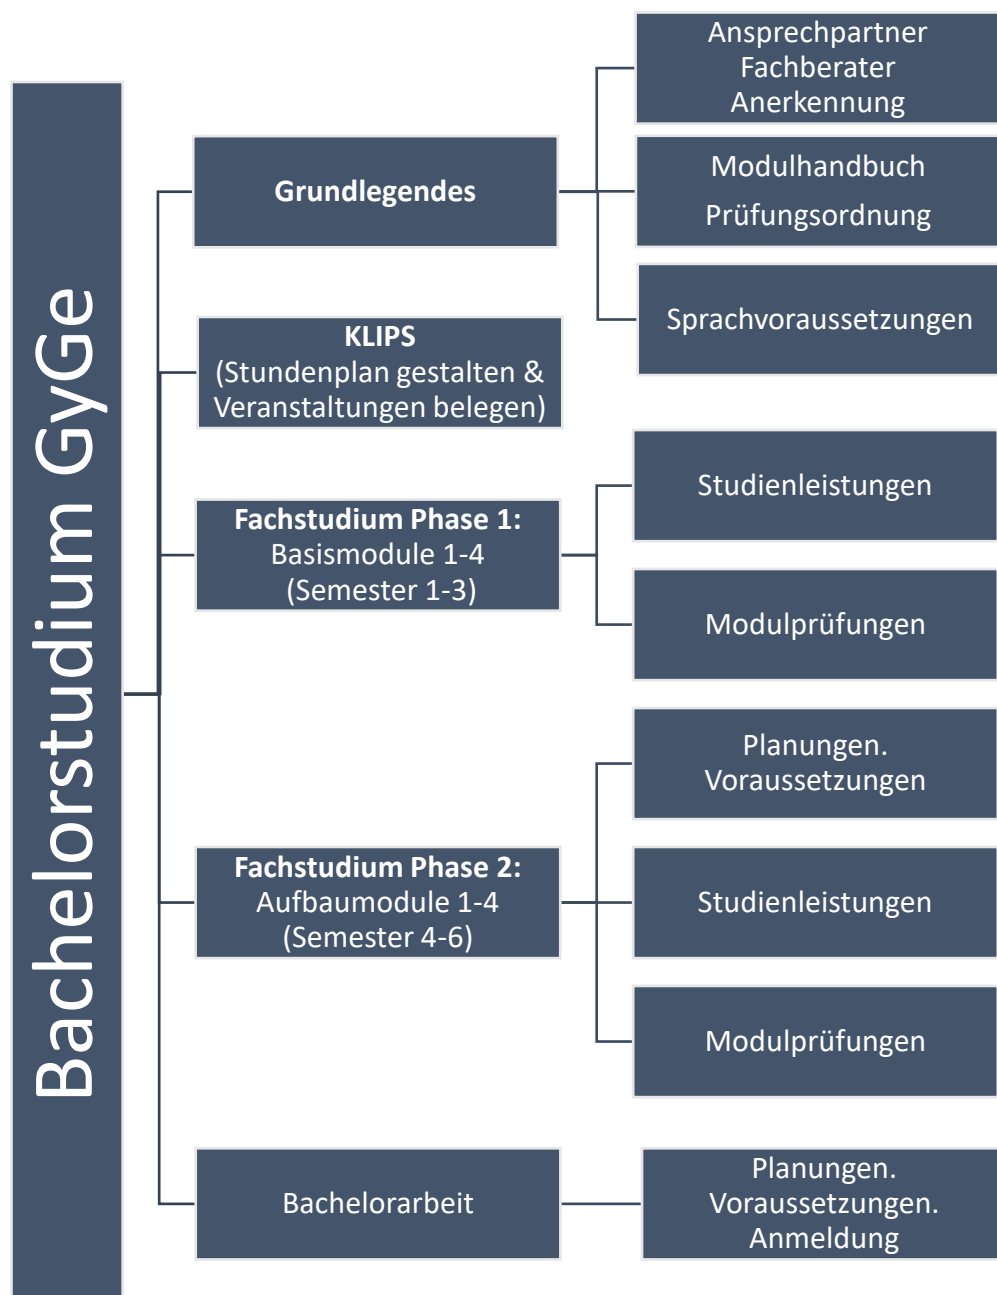 Bachelorstudium GyGe
Grundlegendes
Ansprechpartner
Fachberater
Anerkennung
Modulhandbuch
Prüfungsordnung
Sprachvoraussetzungen
KLIPS
(Stundenplan gestalten &
Veranstaltungen belegen)
Fachstudium Phase 1:
Basismodule 1-4
(Semester 1-3)
Studienleistungen
Modulprüfungen
Fachstudium Phase 2:
Aufbaumodule 1-4
(Semester 4-6)
Planungen.
Voraussetzungen
Studienleistungen
Modulprüfungen
Bachelorarbeit
Planungen.
Voraussetzungen.
Anmeldung